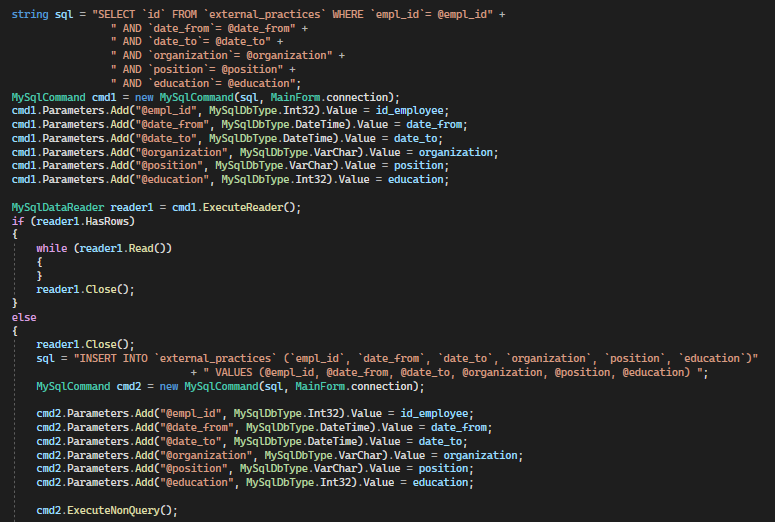 string sql = "SELECT `id` FROM `external_practices` WHERE `empl_id`= @empl_id" +
" AND `date_from`= @date_from" +
" AND `date_to`= @date_to" +
" AND `organization`= @organization" +
" AND `position`= @position" +
" AND `education`= @education";
MySqlCommand cmd1 = new MySqlCommand(sql, MainForm.connection);
cmd1.Parameters.Add("@empl_id", MySqlDbType.Int32).Value = id_employee;
cmd1.Parameters.Add("@date_from", MySqlDbType.DateTime).Value = date_from;
cmd1.Parameters.Add("@date_to", MySqlDbType.DateTime).Value = date_to;
cmd1.Parameters.Add("@organization", MySqlDbType.VarChar).Value = organization;
cmd1.Parameters.Add("@position", MySqlDbType.VarChar).Value = position;
cmd1.Parameters.Add("@education", MySqlDbType.Int32).Value = education;
MySqlDataReader reader1 = cmd1.ExecuteReader();
if (reader1.HasRows)
{
while (reader1.Read())
{
}
reader1.Close();
}
else
{
reader1.Close();
sql = "INSERT INTO `external_practices` (`empl_id`, `date_from`, `date_to`, `organization`, `position`, `education`)"
+ " VALUES (@empl_id, @date_from, @date_to, @organization, @position, @education) ";
MySqlCommand cmd2 = new MySqlCommand(sql, MainForm.connection);
cmd2.Parameters.Add("@empl_id", MySqlDbType.Int32).Value = id_employee;
cmd2.Parameters.Add("@date_from", MySqlDbType.DateTime).Value = date_from;
cmd2.Parameters.Add("@date_to", MySqlDbType.DateTime).Value = date_to;
cmd2.Parameters.Add("@organization", MySqlDbType.VarChar).Value = organization;
cmd2.Parameters.Add("@position", MySqlDbType.VarChar).Value = position;
cmd2.Parameters.Add("@education", MySqlDbType.Int32).Value = education;
cmd2.ExecuteNonQuery();